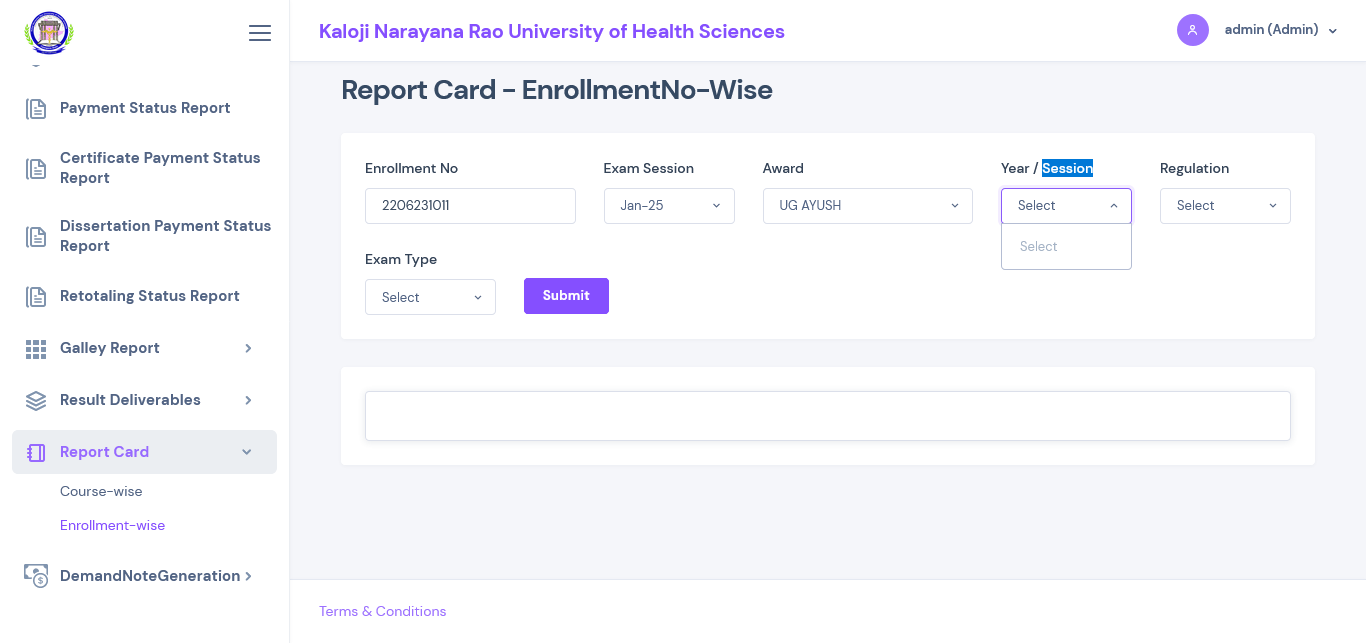 Kaloji Narayana Rao University of Health Sciences
admin (Admin)
Payment Status Report
Certificate Payment Status
Report
Dissertation Payment Status
Report
Retotaling Status Report
Galley Report
Result Deliverables
Report Card
Course-wise
Enrollment-wise
DemandNoteGeneration
Report Card - EnrollmentNo-Wise
Enrollment No
Exam Session
Award
Year / Session
Regulation
2206231011
Jan-25
UG AYUSH
Select
Select
Select
Exam Type
Select
Submit
Terms & Conditions